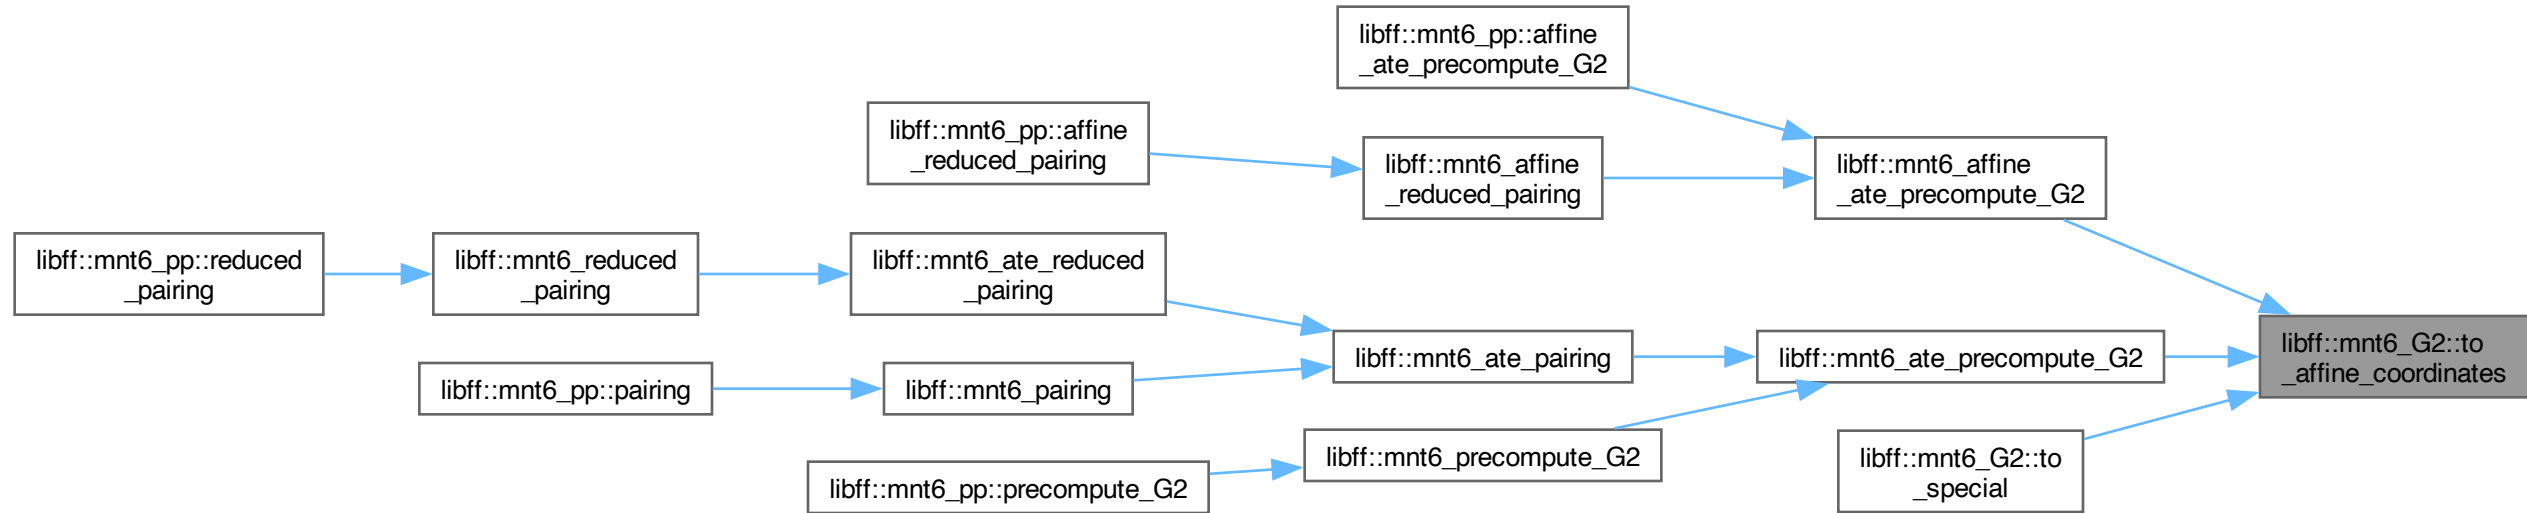 libff::mnt6_pp::affine
_ate_precompute_G2
libff::mnt6_pp::affine
_reduced_pairing
libff::mnt6_affine
_reduced_pairing
libff::mnt6_affine
_ate_precompute_G2
libff::mnt6_pp::reduced
_pairing
libff::mnt6_reduced
_pairing
libff::mnt6_ate_reduced
_pairing
libff::mnt6_ate_pairing
libff::mnt6_ate_precompute_G2
libff::mnt6_G2::to
_affine_coordinates
libff::mnt6_pp::pairing
libff::mnt6_pairing
libff::mnt6_pp::precompute_G2
libff::mnt6_precompute_G2
libff::mnt6_G2::to
_special